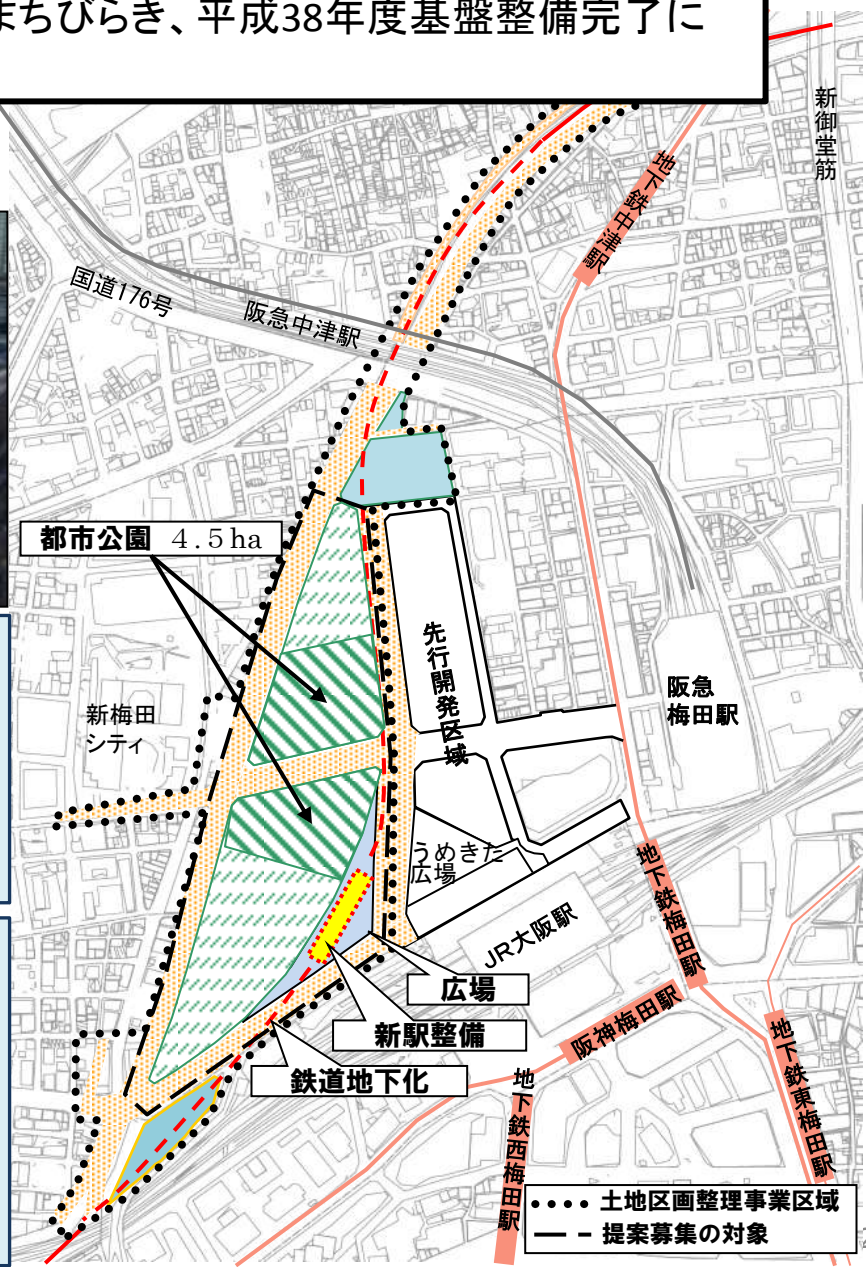 まちびらき、平成38年度基盤整備完了に
新御堂筋
地下鉄中津駅
国道176号
阪急中津駅
都市公園 4.5ha
先行開発区域
阪急
梅田駅
新梅田
シティ
うめきた
広場
地下鉄梅田駅
JR大阪駅
広場
新駅整備
阪神梅田駅
鉄道地下化
地下鉄西梅田駅
地下鉄東梅田駅
土地区画整理事業区域
提案募集の対象